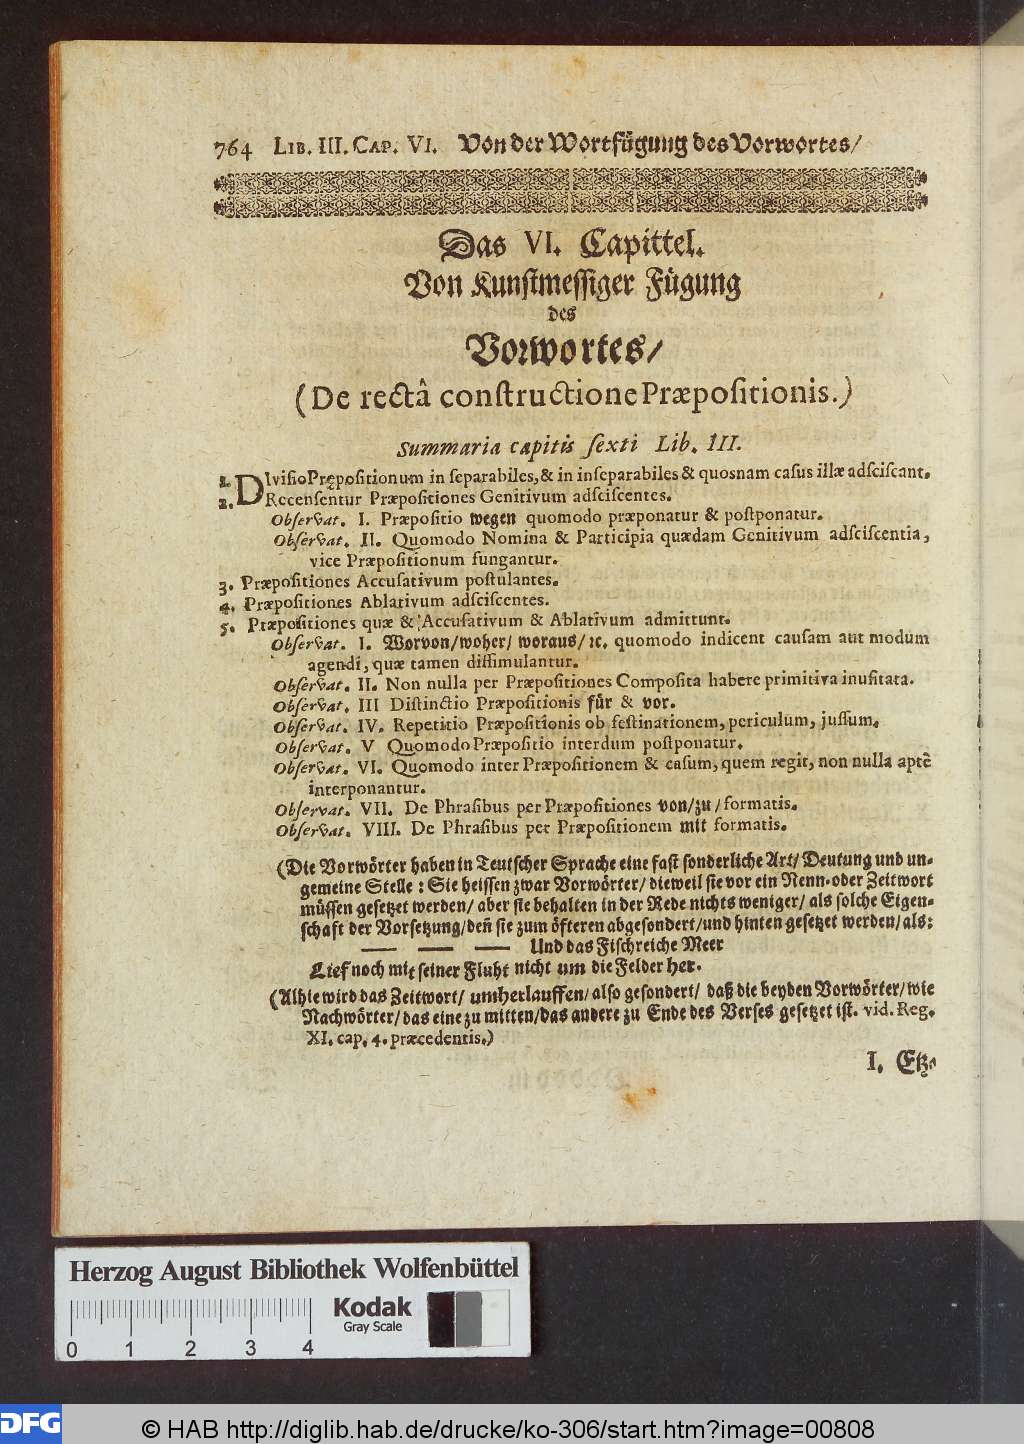 764 LIB. III. CAP. VI. Von der Wortfügung des Vorwortes/
Das VI. Capittel.
Von Kunstmessiger Fügung
des
Vorwortes/
(De rectâ constructione Præpositionis.)
Summaria capitis sexti Lib. III.
1. DIvisio Præpositionum in separabiles, & in inseparabiles & quosnam casus illæ adsciscant.
2. Recensentur Præpositiones Genitivum adsciscentes.
Observat. I. Præpositio wegen quomodo præponatur & postponatur.
Observat. II. Quomodo Nomina & Participia quædam Genitivum adsciscentia,
vice Præpositionum fungantur.
3. Præpositiones Accusativum postulantes.
4. Præpositiones Ablativum adsciscentes.
5. Præpositiones quæ & Accusativum & Ablativum admittunt.
Observat. I. Worvon/woher/ woraus/ ꝛc. quomodo indicent causam aut modum
agendi, quæ tamen dissimulantur.
Observat. II. Non nulla per Præpositiones Composita habere primitiva inusitata.
Observat. III Distinctio Præpositionis für & vor.
Observat. IV. Repetitio Præpositionis ob festinationem, periculum, jussum.
Observat. V Quomodo Præpositio interdum postponatur.
Observat. VI. Quomodo inter Præpositionem & casum, quem regit, non nulla aptè
interponantur.
Observat. VII. De Phrasibus per Præpositiones von/zu/ formatis.
Observat. VIII. De Phrasibus per Præpositionem mit formatis.
(Die Vorwörter haben in Teutscher Sprache eine fast sonderliche Art/ Deutung und un-
gemeine Stelle: Sie heissen zwar Vorwörter/ dieweil sie vor ein Nenn-oder Zeitwort
müssen gesetzet werden/ aber sie behalten in der Rede nichts weniger/ als solche Eigen-
schaft der Vorsetzung/ den̄ sie zum öfteren abgesondert/und hinten gesetzet werden/als:
— — — Und das Fischreiche Meer
Lief noch mit seiner Fluht nicht um die Felder her.
(Alhie wird das Zeitwort/ umherlauffen/ also gesondert/ daß die beyden Vorwörter/wie
Nachwörter/das eine zu mitten/das andere zu Ende des Verses gesetzet ist. vid. Reg.
XI. cap. 4. præcedentis.)
I. Etz-
Herzog August Bibliothek Wolfenbüttel
Kodak
Gray Scale
0 1 2 3 4
DFG © HAB http://diglib.hab.de/drucke/ko-306/start.htm?image=00808